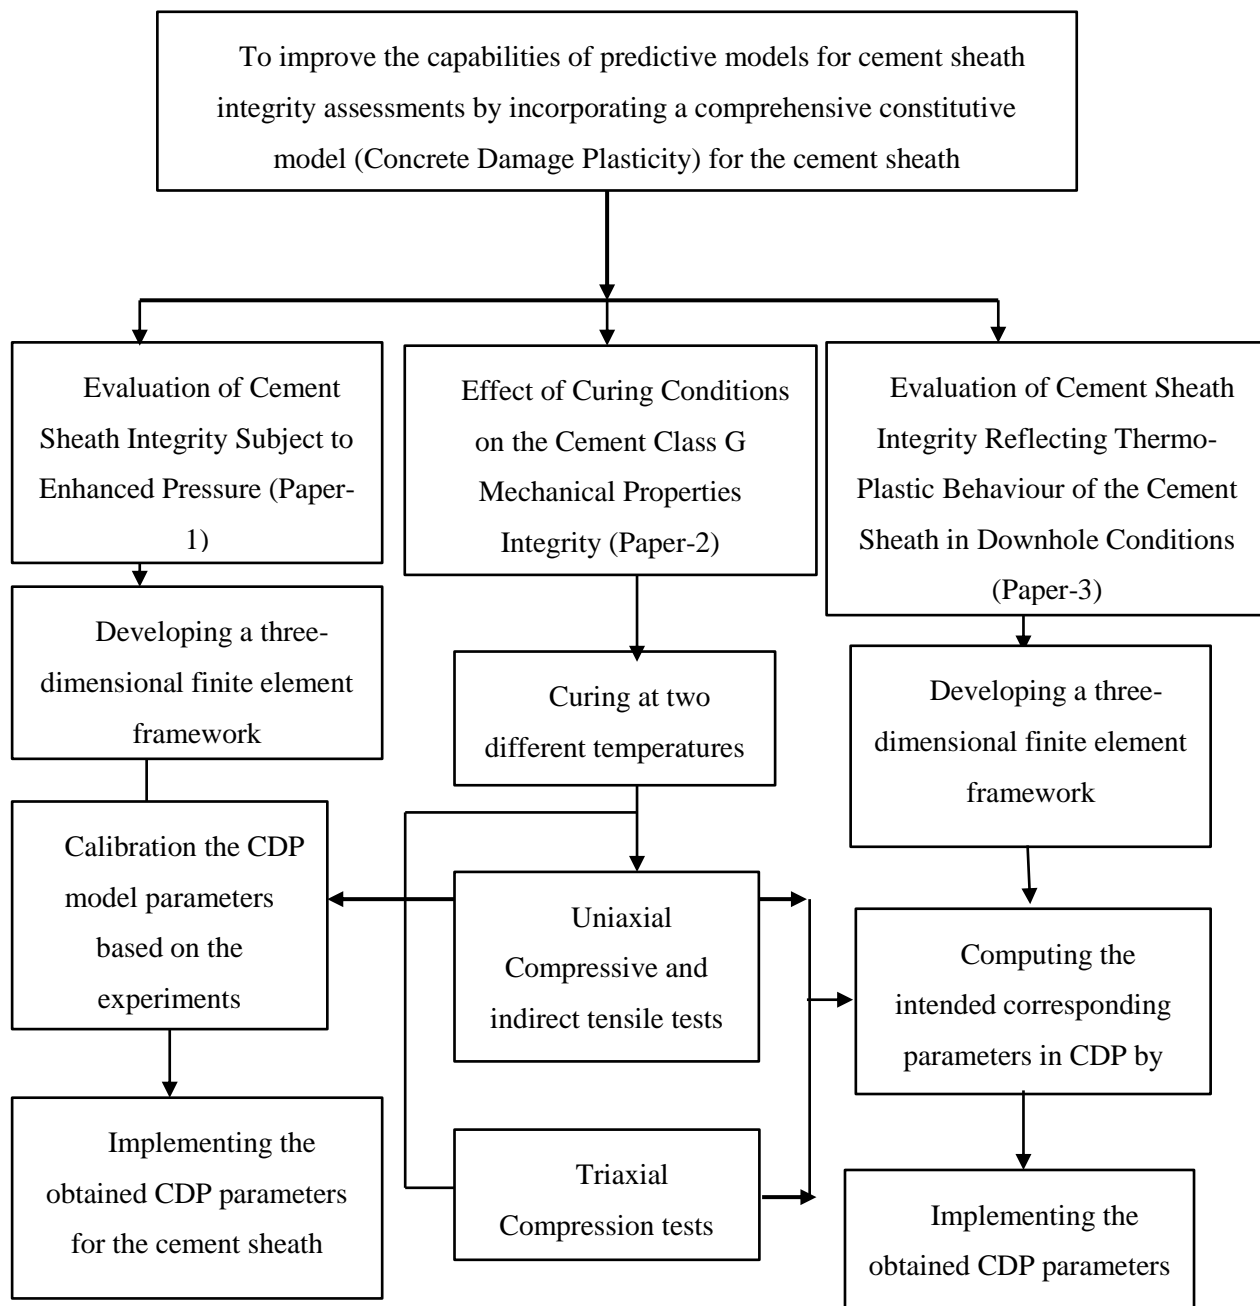 To improve the capabilities of predictive models for cement sheath
integrity assessments by incorporating a comprehensive constitutive
model (Concrete Damage Plasticity) for the cement sheath
Evaluation of Cement
Sheath Integrity Subject to
Enhanced Pressure (Paper-
1)
Effect of Curing Conditions
on the Cement Class G
Mechanical Properties
Integrity (Paper-2)
Evaluation of Cement Sheath
Integrity Reflecting Thermo-
Plastic Behaviour of the Cement
Sheath in Downhole Conditions
(Paper-3)
Developing a three-
dimensional finite element
framework
Curing at two
different temperatures
Developing a three-
dimensional finite element
framework
Calibration the CDP
model parameters
based on the
experiments
Uniaxial
Compressive and
indirect tensile tests
Computing the
intended corresponding
parameters in CDP by
Implementing the
obtained CDP parameters
for the cement sheath
Triaxial
Compression tests
Implementing the
obtained CDP parameters